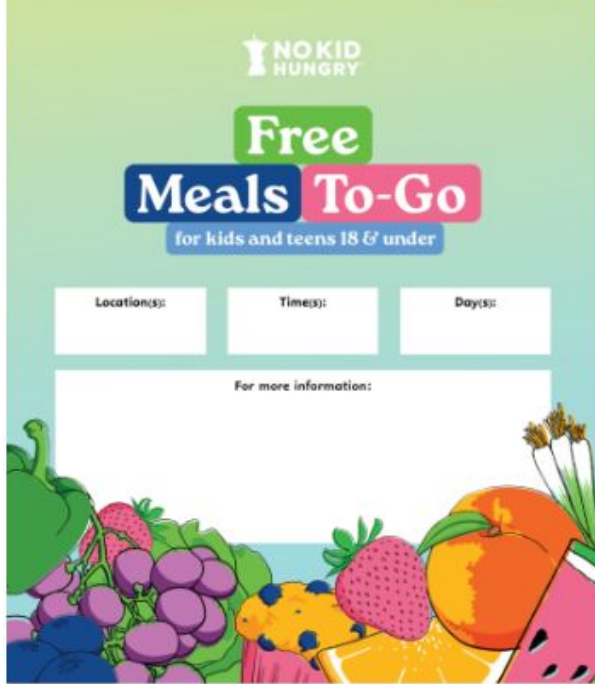 NO KID
HUNGRY
Free
Meals To-Go
for kids and teens 18 & under
Location(s): Time(s): Day(s):
For more information: